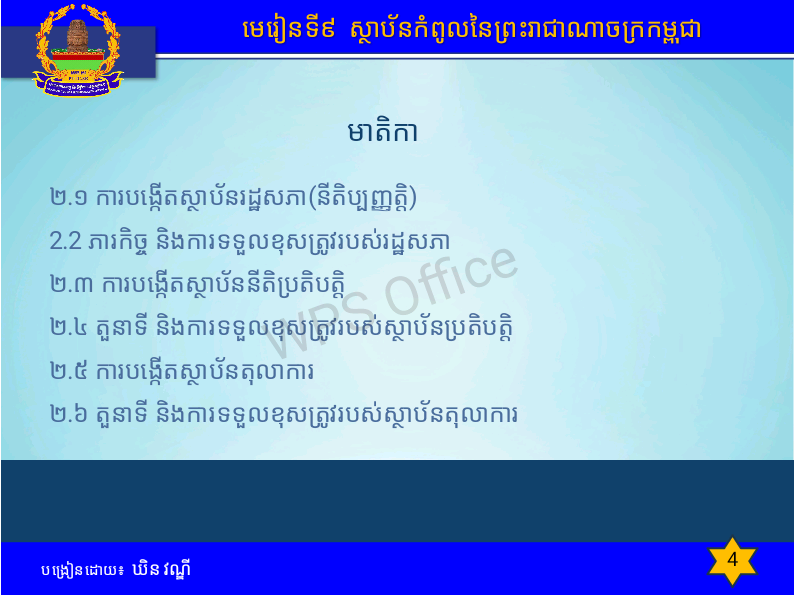 មេរៀនទី៩ ស្ថាប័នកំពូលនៃព្រះរាជាណាចក្រកម្ពុជា
មាតិកា
២.១ ការបង្កើតស្ថាប័នរដ្ឋសភា(នីតិប្បញ្ញត្តិ)
2.2 ភារកិច្ច និងការទទួលខុសត្រូវរបស់រដ្ឋសភា
២.៣ ការបង្កើតស្ថាប័ននីតិប្រតិបត្តិ
២.៤ តួនាទី និងការទទួលខុសត្រូវរបស់ស្ថាប័នប្រតិបត្តិ
២.៥ ការបង្កើតស្ថាប័នតុលាការ
២.៦ តួនាទី និងការទទួលខុសត្រូវរបស់ស្ថាប័នតុលាការ
WPS Office
បង្រៀនដោយ៖ ឃិន វណ្ឌី
4